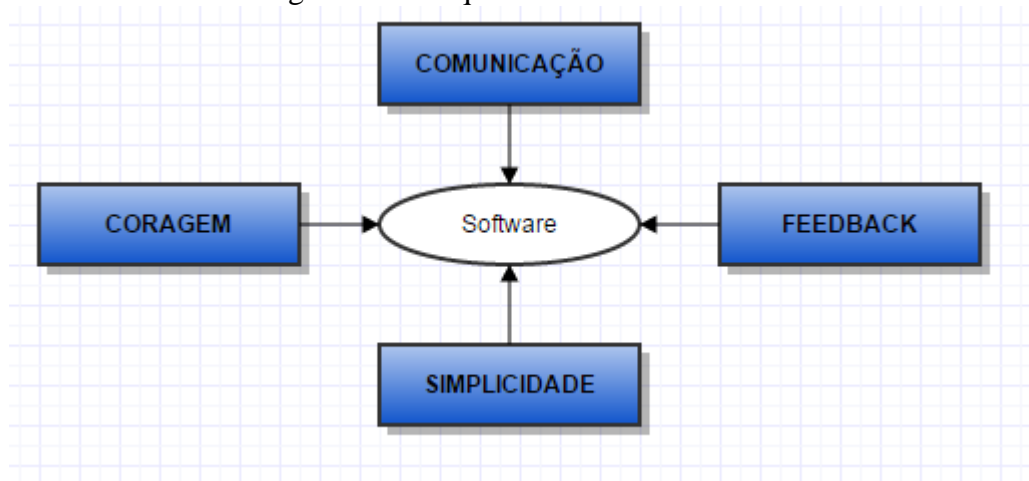 COMUNICAÇÃO
CORAGEM
Software
FEEDBACK
SIMPLICIDADE